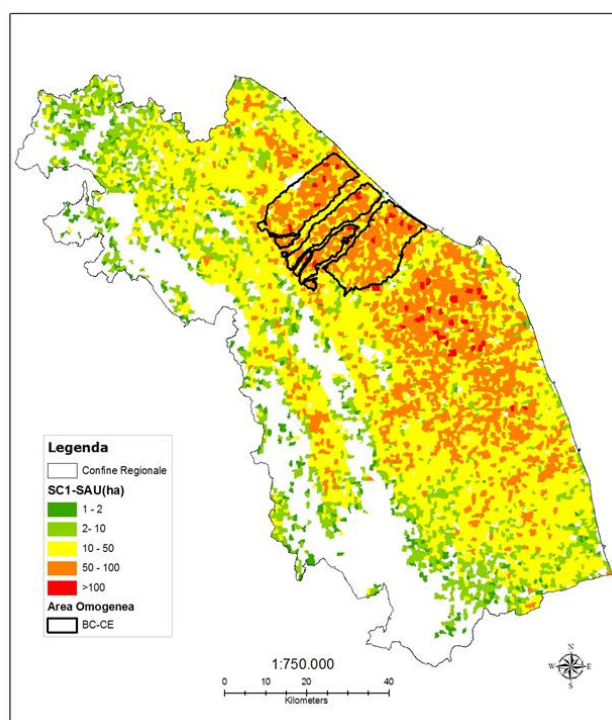 Legenda
Confine Regionale
SC1-SAU(ha)
1 - 2
2- 10
10 - 50
50 - 100
>100
Area Omogenea
BC-CE
1:750.000
0 10 20 40
Kilometers
N
W E
S